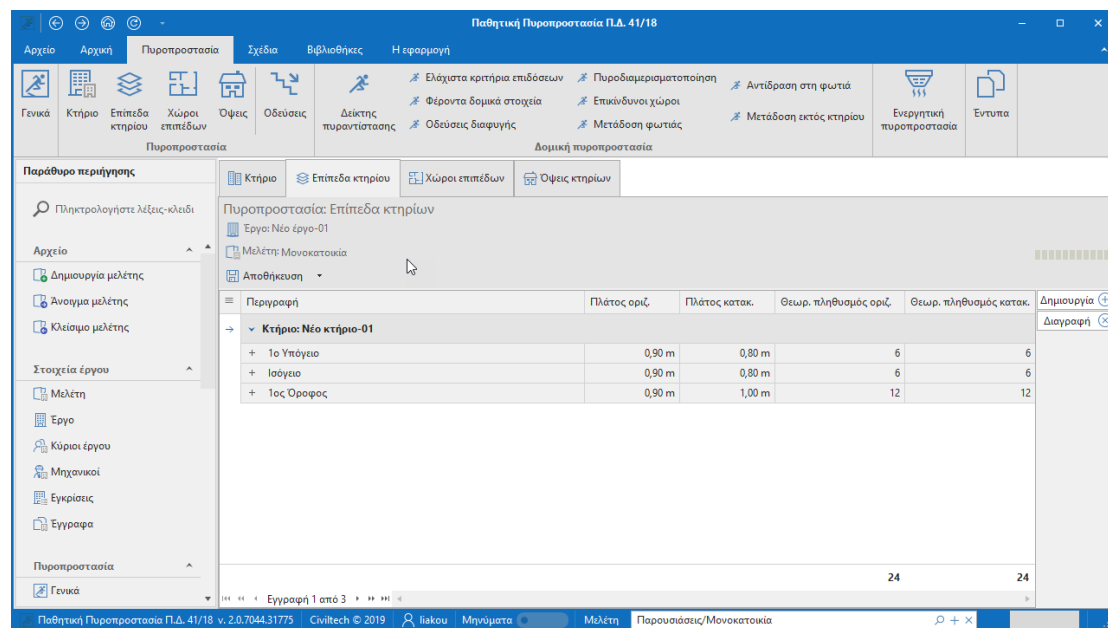 Παθητική Πυροπροστασία Π.Δ. 41/18
Αρχείο Αρχική Πυροπροστασία Σχέδια Βιβλιοθήκες Η εφαρμογή
Γενικά
Κτήριο
Επίπεδα κτηρίου
Χώροι επιπέδων
Όψεις
Οδεύσεις
Πυροπροστασία
Δείκτης πυραντίστασης
Ελάχιστα κριτήρια επιδόσεων
Φέροντα δομικά στοιχεία
Οδεύσεις διαφυγής
Πυροδιαμερισματοποίηση
Επικίνδυνοι χώροι
Μετάδοση φωτιάς
Αντίδραση στη φωτιά
Μετάδοση εκτός κτηρίου
Δομική πυροπροστασία
Ενεργητική πυροπροστασία
Έντυπα
Παράθυρο περιήγησης
Πληκτρολογήστε λέξεις-κλειδι
Αρχείο
Δημιουργία μελέτης
Άνοιγμα μελέτης
Κλείσιμο μελέτης
Στοιχεία έργου
Μελέτη
Έργο
Κύριοι έργου
Μηχανικοί
Εγκρίσεις
Έγγραφα
Πυροπροστασία
Γενικά
Κτήριο Επίπεδα κτηρίου Χώροι επιπέδων Όψεις κτηρίων
Πυροπροστασία: Επίπεδα κτηρίων
Έργο: Νέο έργο-01
Μελέτη: Μονοκατοικία
Αποθήκευση
Περιγραφή Πλάτος οριζ. Πλάτος κατακ. Θεωρ. πληθυσμός οριζ. Θεωρ. πληθυσμός κατακ.
Κτήριο: Νέο κτήριο-01
1ο Υπόγειο 0,90 m 0,80 m 6 6
Ισόγειο 0,90 m 0,80 m 6 6
1ος Όροφος 0,90 m 1,00 m 12 12
24 24
Εγγραφή 1 από 3
Δημιουργία
Διαγραφή
Παθητική Πυροπροστασία Π.Δ. 41/18 v. 2.0.7044.31775 Civiltech © 2019 liakou Μηνύματα Μελέτη Παρουσιάσεις/Μονοκατοικία